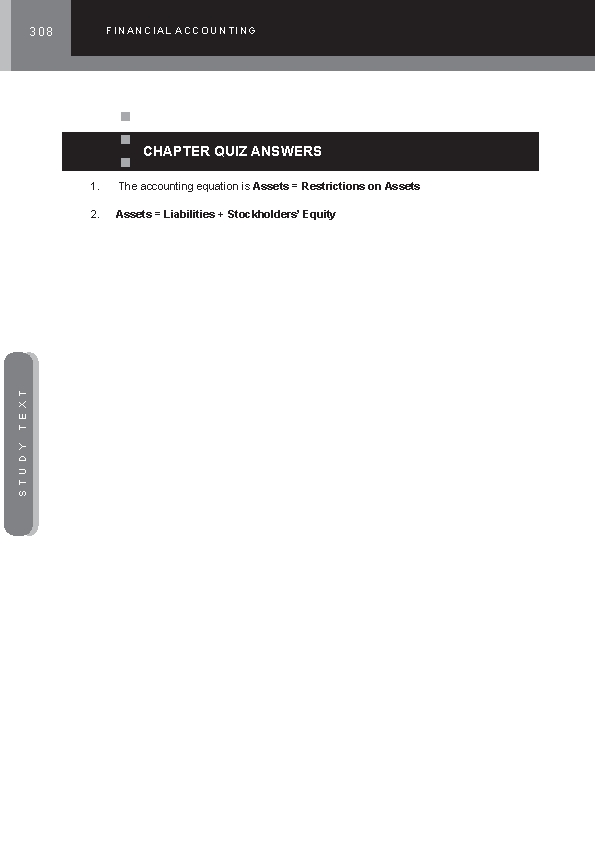 308
FINANCIAL ACCOUNTING
CHAPTER QUIZ ANSWERS
1. The accounting equation is Assets = Restrictions on Assets
2. Assets = Liabilities + Stockholders' Equity
STUDY TEXT